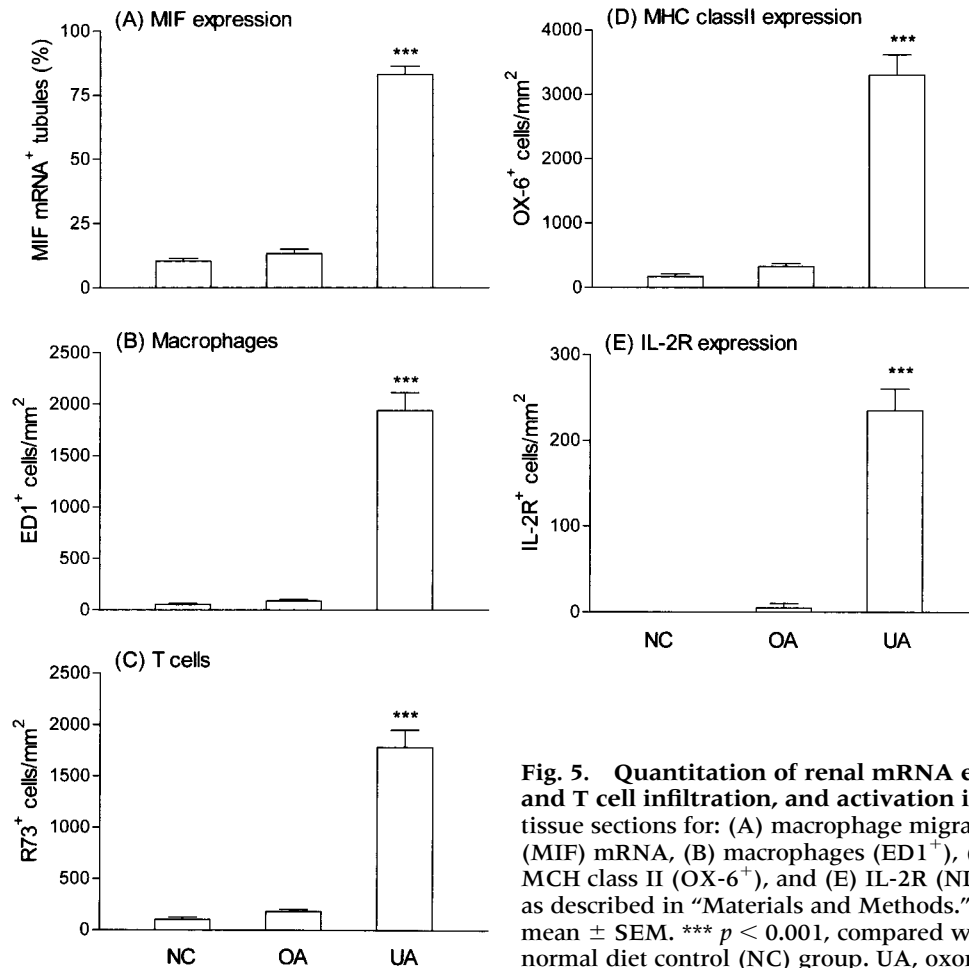 (A) MIF expression
100
75
50
25
0
MIF mRNA+ tubules (%)
***
(B) Macrophages
2500
2000
1500
1000
500
0
ED1+ cells/mm2
***
(C) T cells
2500
2000
1500
1000
500
0
R73+ cells/mm2
***
NC OA UA
(D) MHC classII expression
4000
3000
2000
1000
0
OX-6+ cells/mm2
***
(E) IL-2R expression
300
200
100
0
IL-2R+ cells/mm2
***
NC OA UA
Fig. 5. Quantitation of renal mRNA e
and T cell infiltration, and activation i
tissue sections for: (A) macrophage migra
(MIF) mRNA, (B) macrophages (ED1+), (
MCH class II (OX-6+), and (E) IL-2R (NI
as described in “Materials and Methods.”
mean ± SEM. *** p < 0.001, compared w
normal diet control (NC) group. UA, oxon